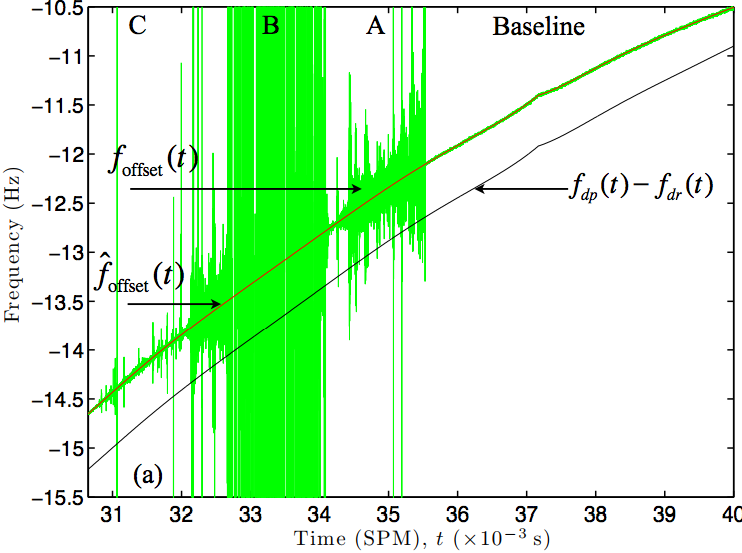 C B A Baseline
f_offset(t)
f_dp(t) − f_dr(t)
f̂_offset(t)
(a)
Frequency (Hz)
−10.5
−11
−11.5
−12
−12.5
−13
−13.5
−14
−14.5
−15
−15.5
31 32 33 34 35 36 37 38 39 40
Time (SPM), t (×10⁻³ s)